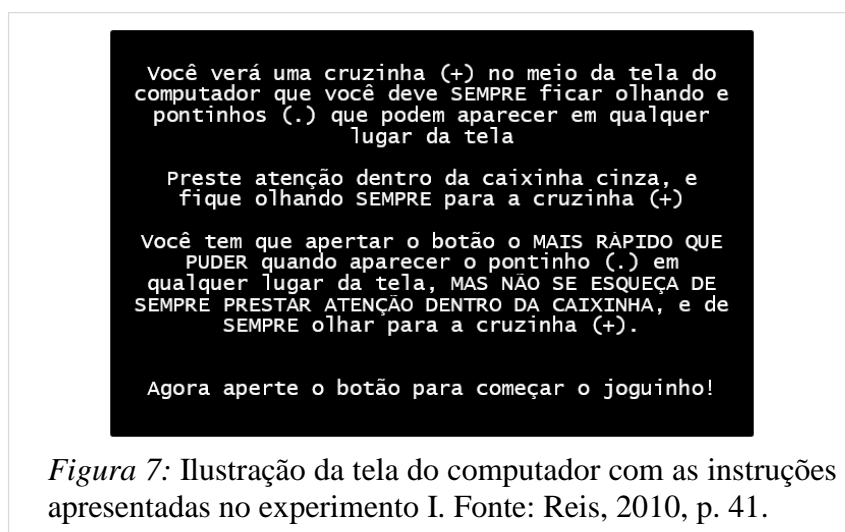 Você verá uma cruzinha (+) no meio da tela do
computador que você deve SEMPRE ficar olhando e
pontinhos (.) que podem aparecer em qualquer
lugar da tela
Preste atenção dentro da caixinha cinza, e
fique olhando SEMPRE para a cruzinha (+)
Você tem que apertar o botão o MAIS RÁPIDO QUE
PUDER quando aparecer o pontinho (.) em
qualquer lugar da tela, MAS NÃO SE ESQUEÇA DE
SEMPRE PRESTAR ATENÇÃO DENTRO DA CAIXINHA, e de
SEMPRE olhar para a cruzinha (+).
Agora aperte o botão para começar o joguinho!
Figura 7: Ilustração da tela do computador com as instruções
apresentadas no experimento I. Fonte: Reis, 2010, p. 41.